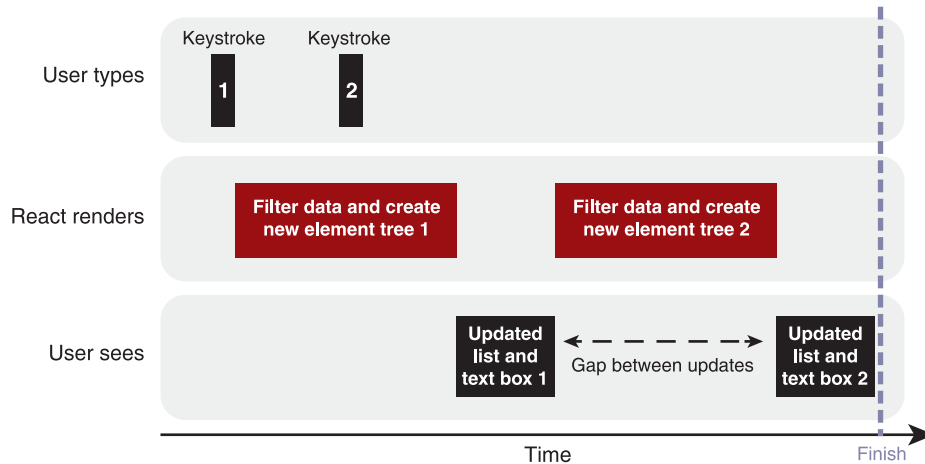 Keystroke
Keystroke
User types
1
2
React renders
Filter data and create
new element tree 1
Filter data and create
new element tree 2
User sees
Updated
list and
text box 1
Gap between updates
Updated
list and
text box 2
Time
Finish